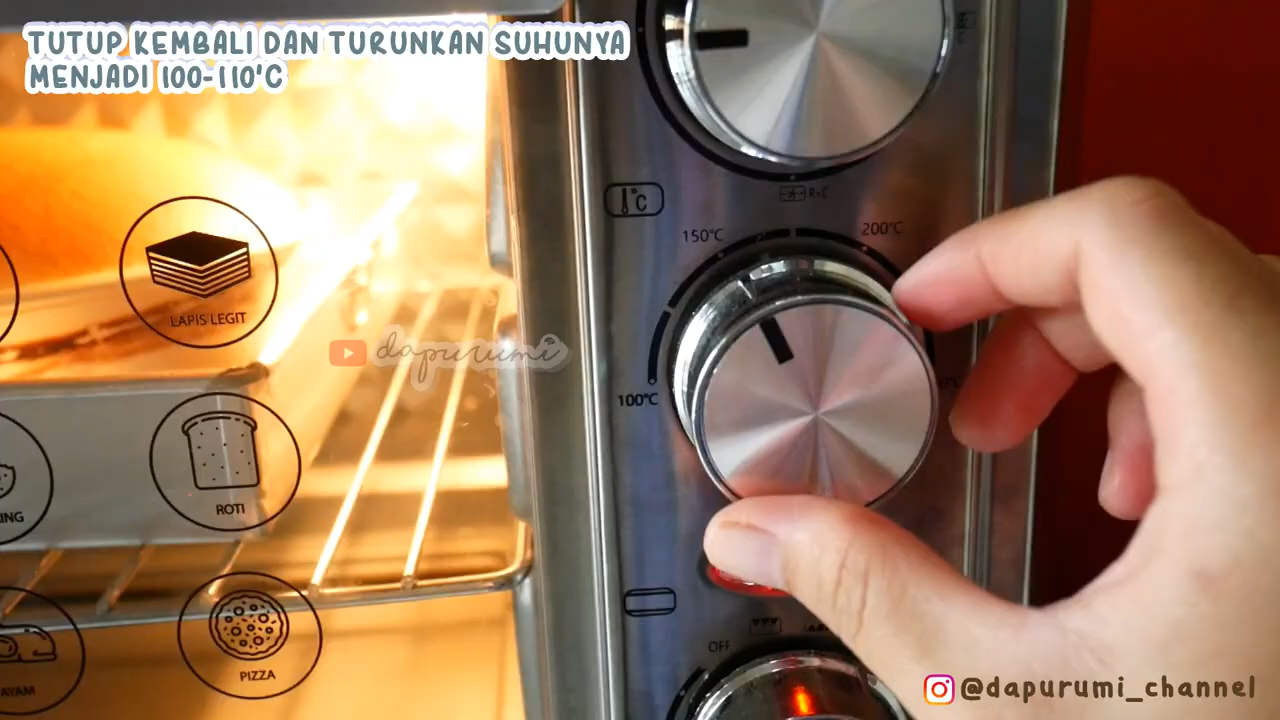 TUTUP KEMBALI DAN TURUNKAN SUHUNYA
MENJADI 100-110'C
°C
R+C
150°C
200°C
100°C
LAPIS LEGIT
dapurumi
ROTI
OFF
PIZZA
AYAM
@dapurumi_channel